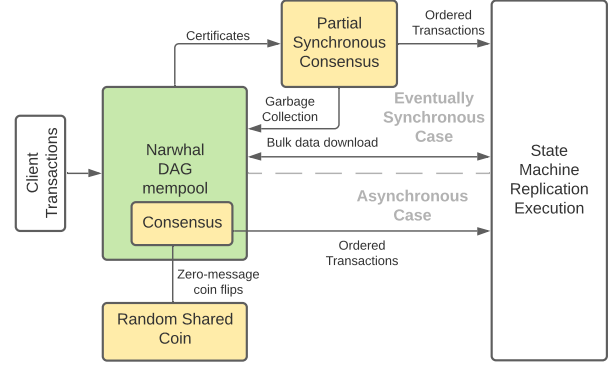 Partial
Synchronous
Consensus
Ordered
Transactions
Certificates
Garbage
Collection
Eventually
Synchronous
Case
Bulk data download
Client
Transactions
Narwhal
DAG
mempool
State
Machine
Replication
Execution
Asynchronous
Case
Consensus
Ordered
Transactions
Zero-message
coin flips
Random Shared
Coin